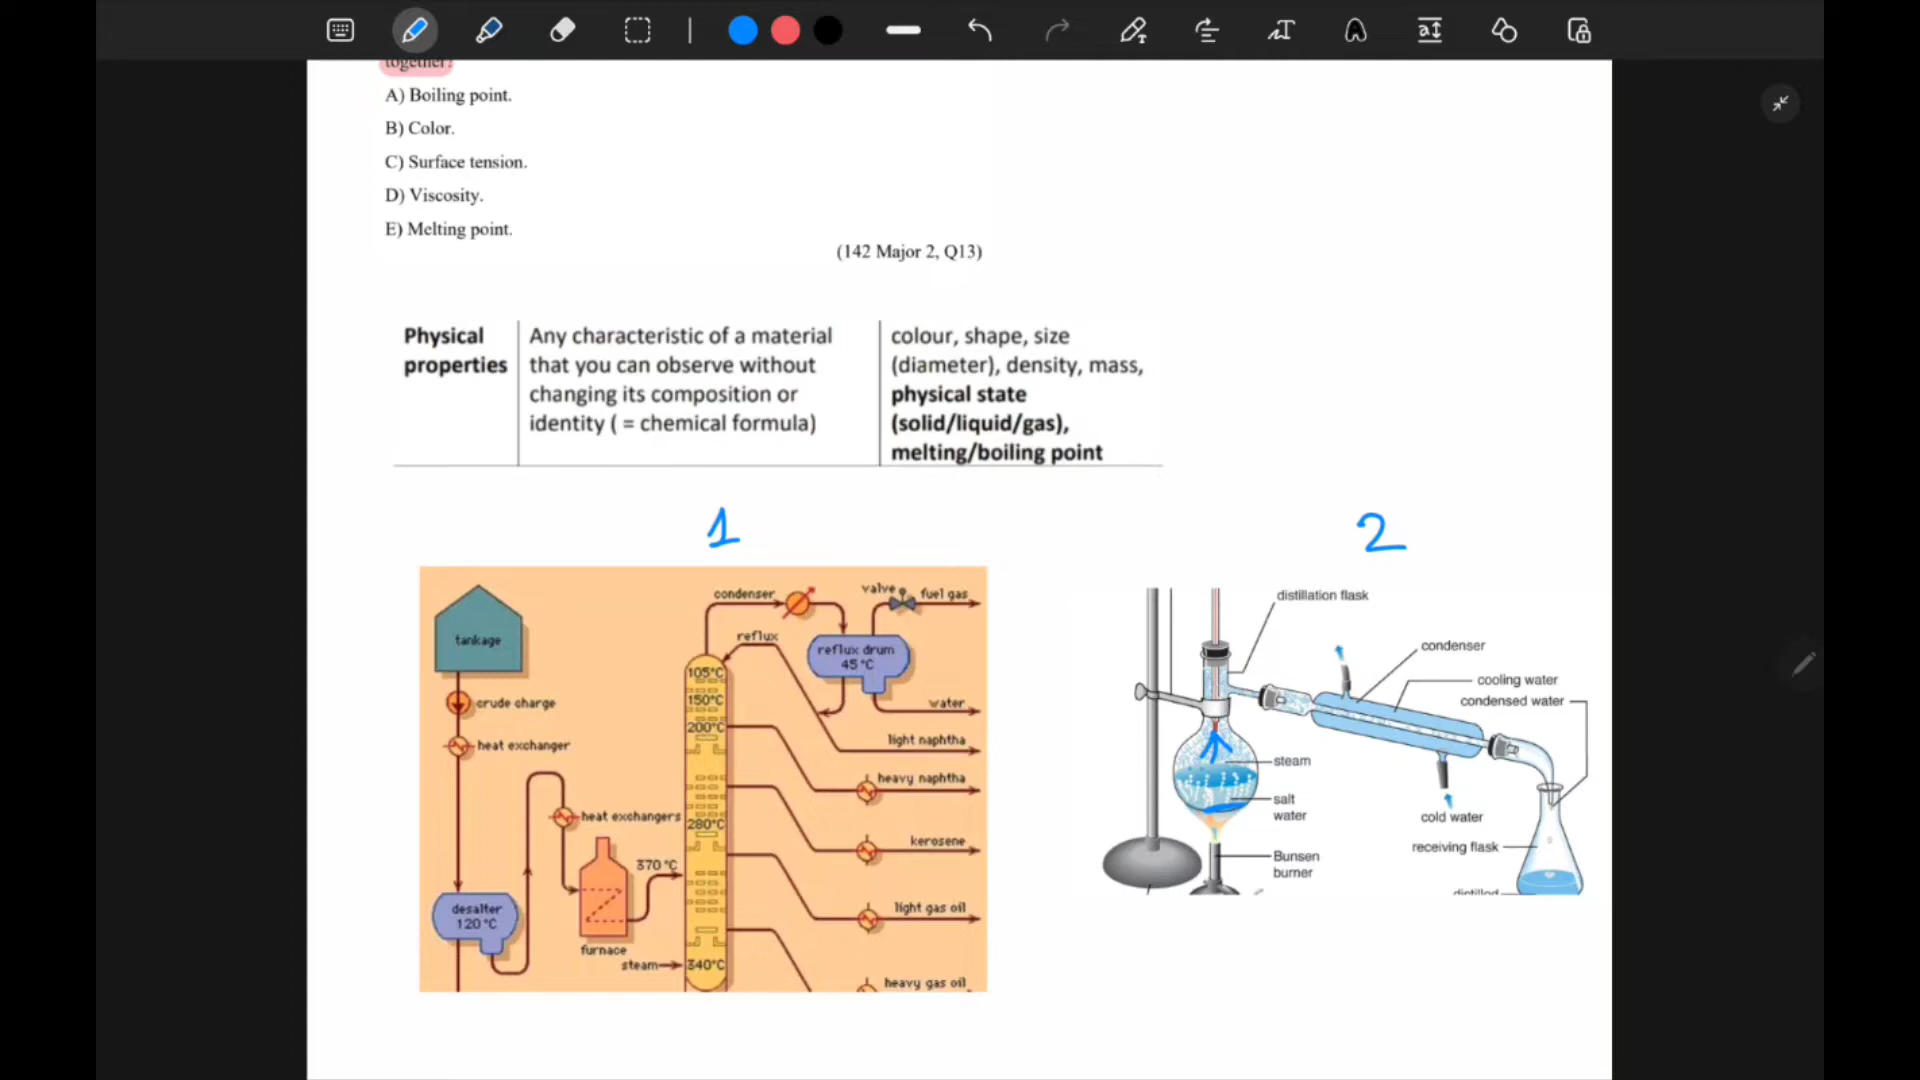 together?
A) Boiling point.
B) Color.
C) Surface tension.
D) Viscosity.
E) Melting point.
(142 Major 2, Q13)
Physical
properties
Any characteristic of a material
that you can observe without
changing its composition or
identity ( = chemical formula)
colour, shape, size
(diameter), density, mass,
physical state
(solid/liquid/gas),
melting/boiling point
1
2
tankage
crude charge
heat exchanger
desalter
120 °C
heat exchangers
furnace
370 °C
steam
condenser
reflux
105°C
150°C
200°C
280°C
340°C
valve
fuel gas
reflux drum
45 °C
water
light naphtha
heavy naphtha
kerosene
light gas oil
heavy gas oil
distillation flask
condenser
cooling water
condensed water
steam
salt
water
Bunsen
burner
cold water
receiving flask
distilled